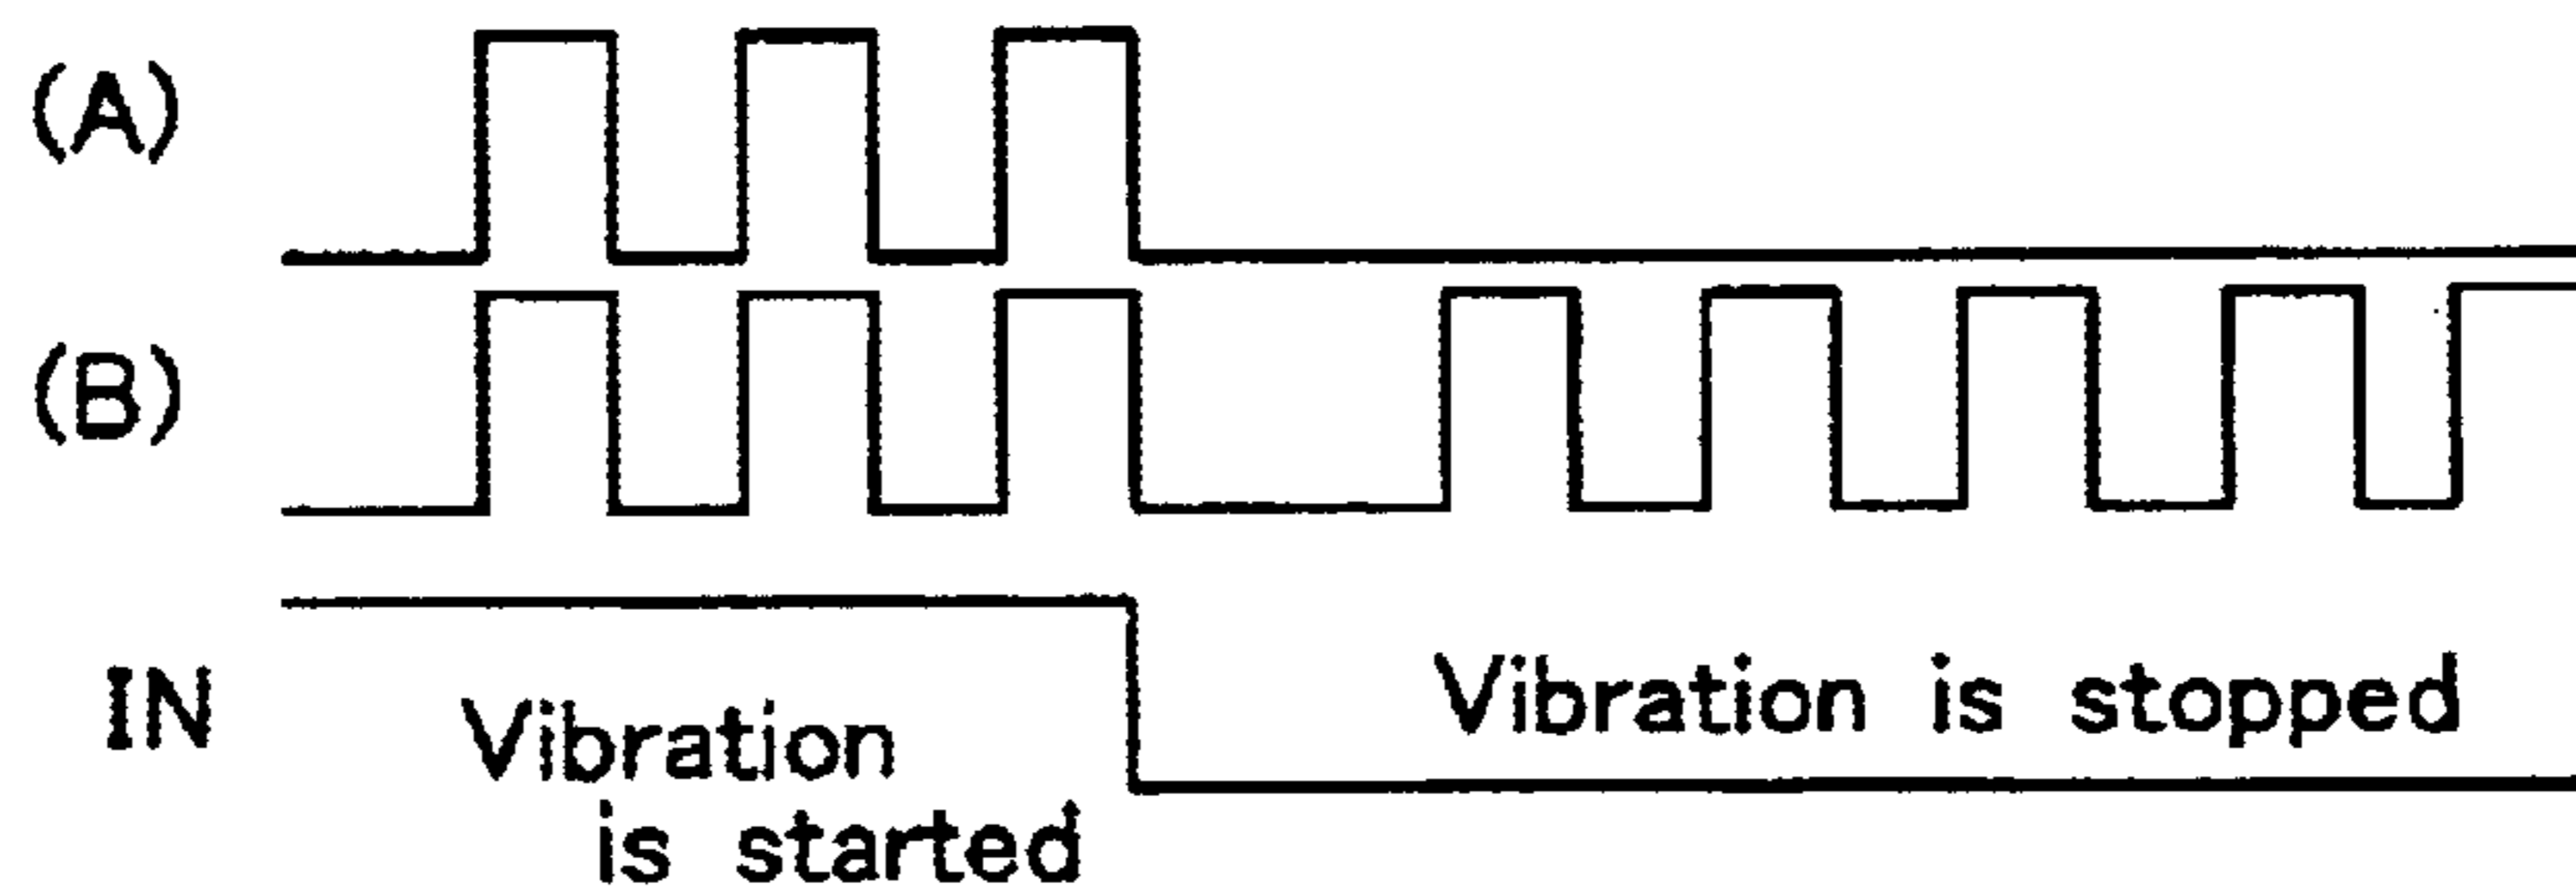 (A)
(B)
IN
Vibration
is started
Vibration is stopped